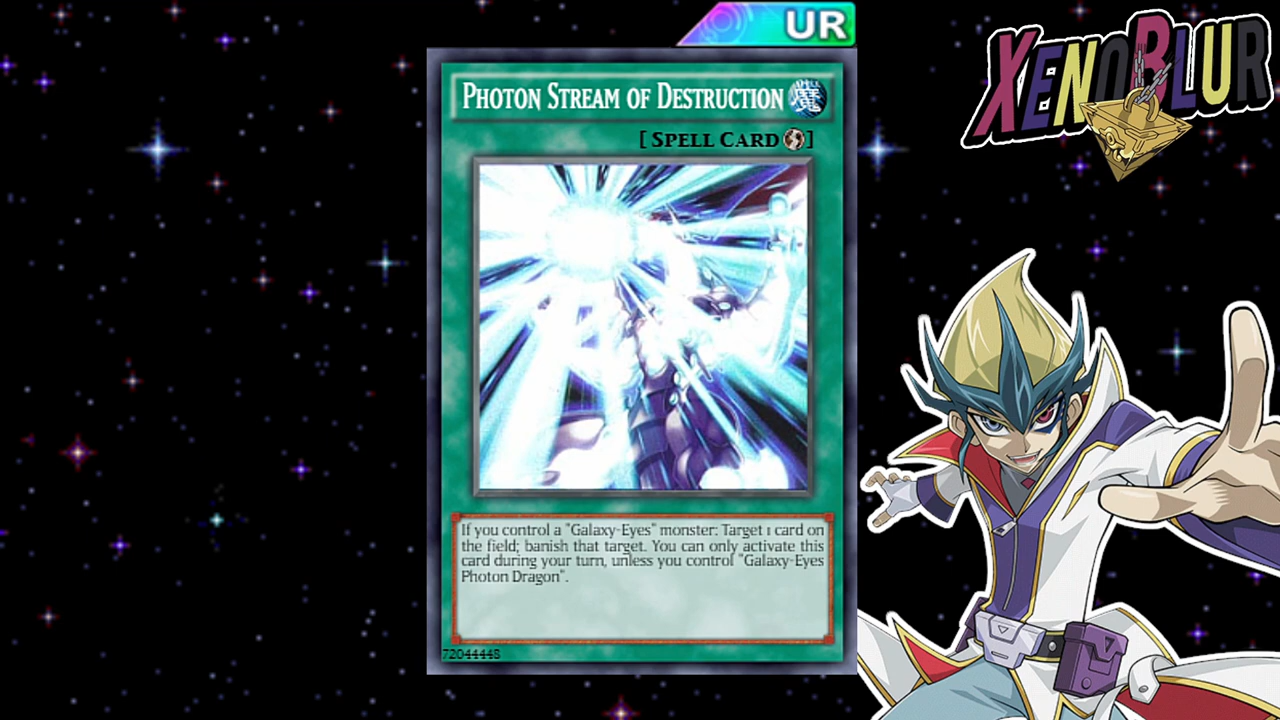 UR
XENOBLUR
PHOTON STREAM OF DESTRUCTION 魔
[ SPELL CARD ]
If you control a "Galaxy-Eyes" monster: Target 1 card on
the field; banish that target. You can only activate this
card during your turn, unless you control "Galaxy-Eyes
Photon Dragon".
72044448